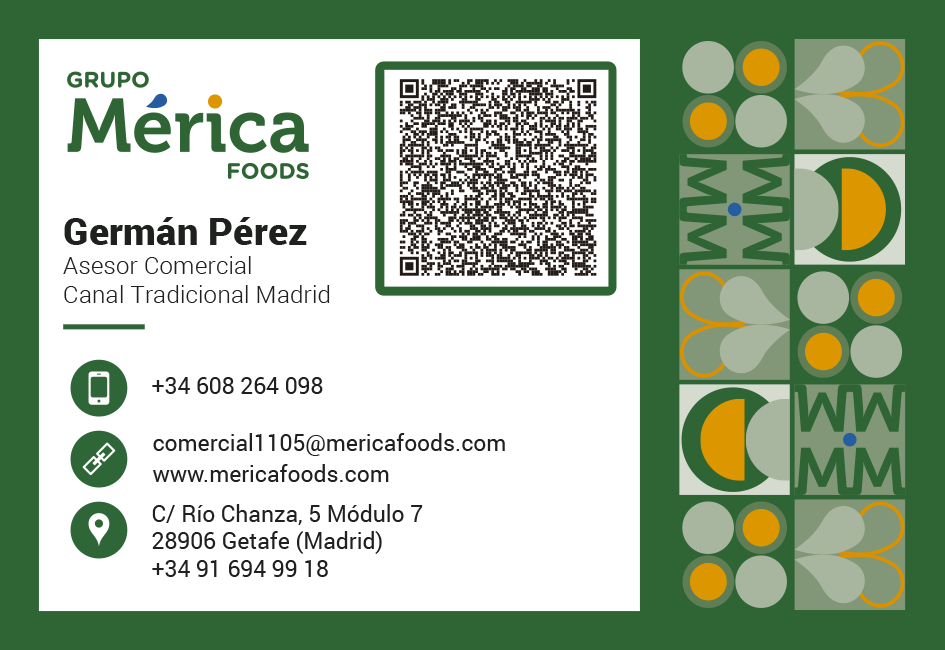 GRUPO
Mérica
FOODS
Germán Pérez
Asesor Comercial
Canal Tradicional Madrid
+34 608 264 098
comercial1105@mericafoods.com
www.mericafoods.com
C/ Río Chanza, 5 Módulo 7
28906 Getafe (Madrid)
+34 91 694 99 18